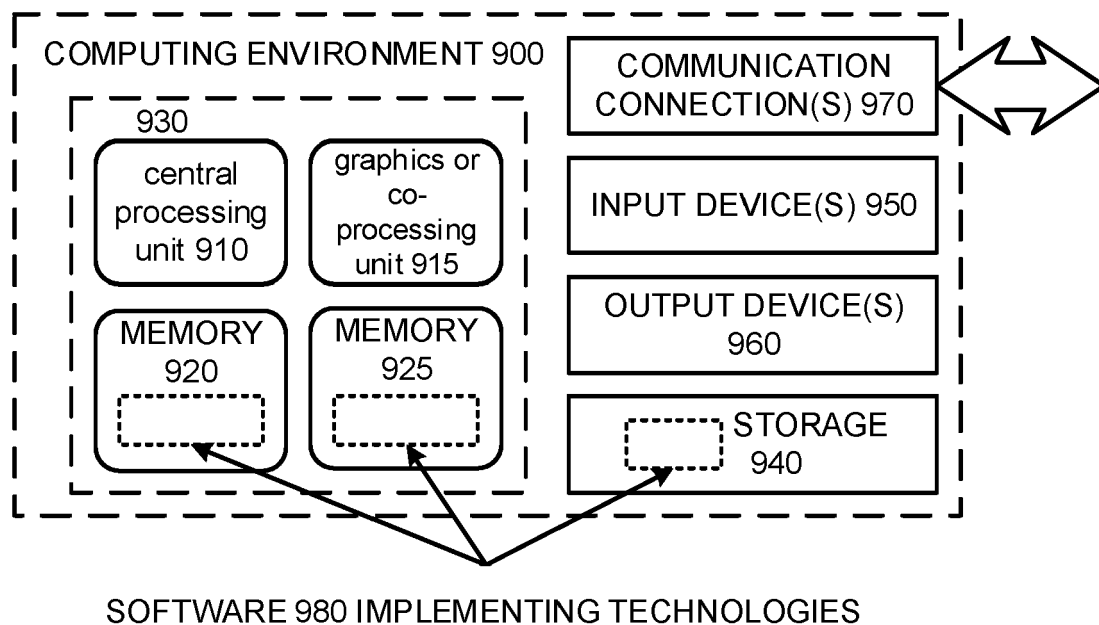 COMPUTING ENVIRONMENT 900
930
central
processing
unit 910
graphics or
co-
processing
unit 915
MEMORY
920
MEMORY
925
COMMUNICATION
CONNECTION(S) 970
INPUT DEVICE(S) 950
OUTPUT DEVICE(S)
960
STORAGE
940
SOFTWARE 980 IMPLEMENTING TECHNOLOGIES